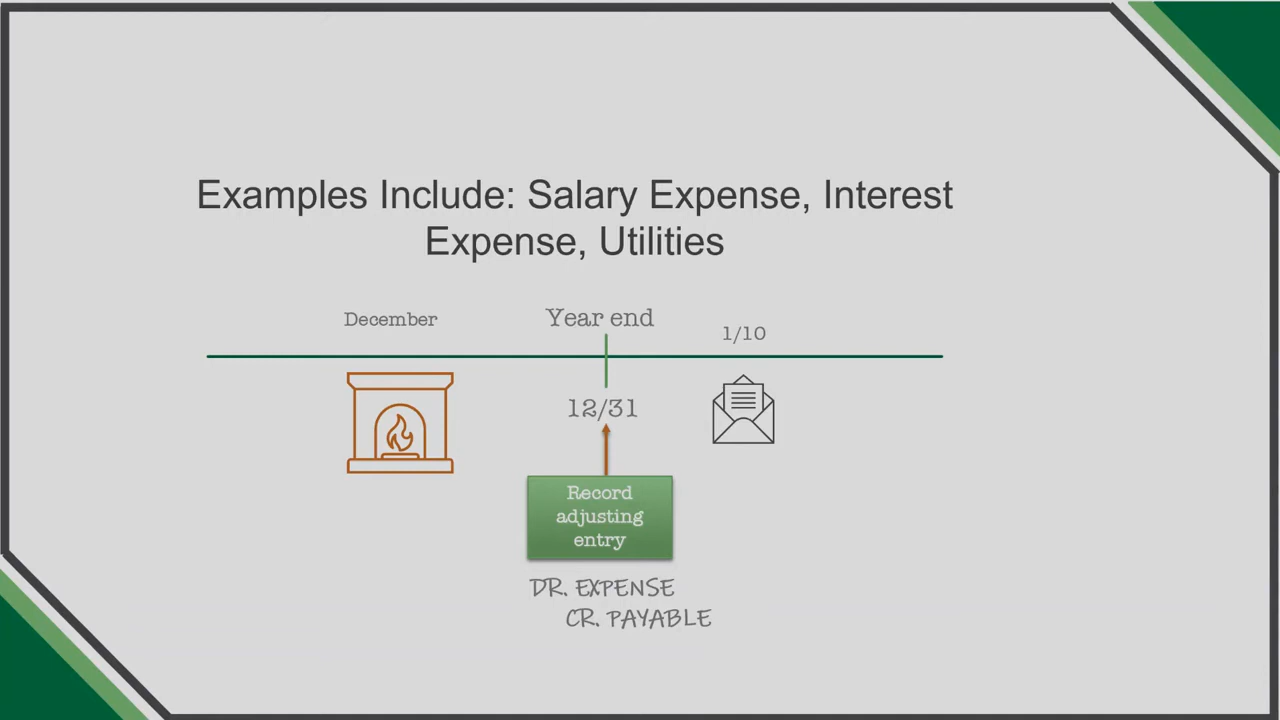 Examples Include: Salary Expense, Interest
Expense, Utilities
December
Year end
1/10
12/31
Record
adjusting
entry
DR. EXPENSE
CR. PAYABLE